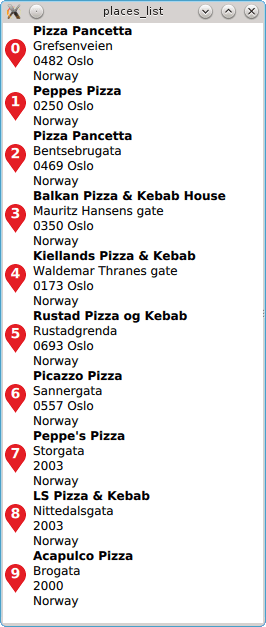 places_list
Pizza Pancetta
Grefsenveien
0482 Oslo
Norway
0
Peppes Pizza
0250 Oslo
Norway
1
Pizza Pancetta
Bentsebrugata
0469 Oslo
Norway
2
Balkan Pizza & Kebab House
Mauritz Hansens gate
0350 Oslo
Norway
3
Kiellands Pizza & Kebab
Waldemar Thranes gate
0173 Oslo
Norway
4
Rustad Pizza og Kebab
Rustadgrenda
0693 Oslo
Norway
5
Picazzo Pizza
Sannergata
0557 Oslo
Norway
6
Peppe's Pizza
Storgata
2003
Norway
7
LS Pizza & Kebab
Nittedalsgata
2003
Norway
8
Acapulco Pizza
Brogata
2000
Norway
9